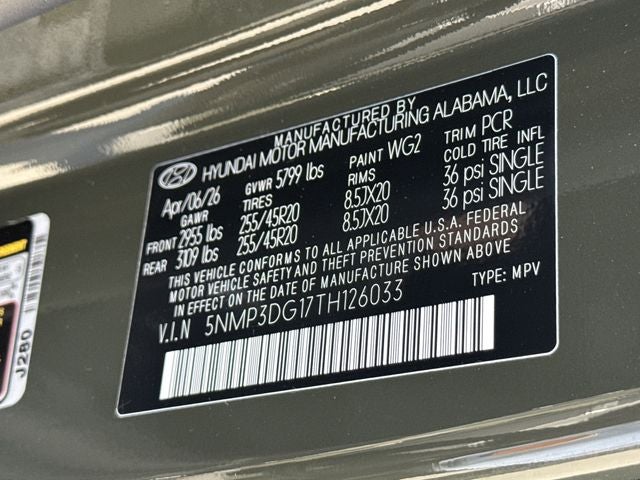 MANUFACTURED BY
HYUNDAI MOTOR MANUFACTURING ALABAMA, LLC
Apr/06/26 GVWR 5799 lbs PAINT WG2 TRIM PCR
GAWR TIRES RIMS COLD TIRE INFL
FRONT 2955 lbs 255/45R20 8.5JX20 36 psi SINGLE
REAR 3109 lbs 255/45R20 8.5JX20 36 psi SINGLE
THIS VEHICLE CONFORMS TO ALL APPLICABLE U.S.A. FEDERAL
MOTOR VEHICLE SAFETY AND THEFT PREVENTION STANDARDS
IN EFFECT ON THE DATE OF MANUFACTURE SHOWN ABOVE
V.I.N 5NMP3DG17TH126033 TYPE: MPV
J280